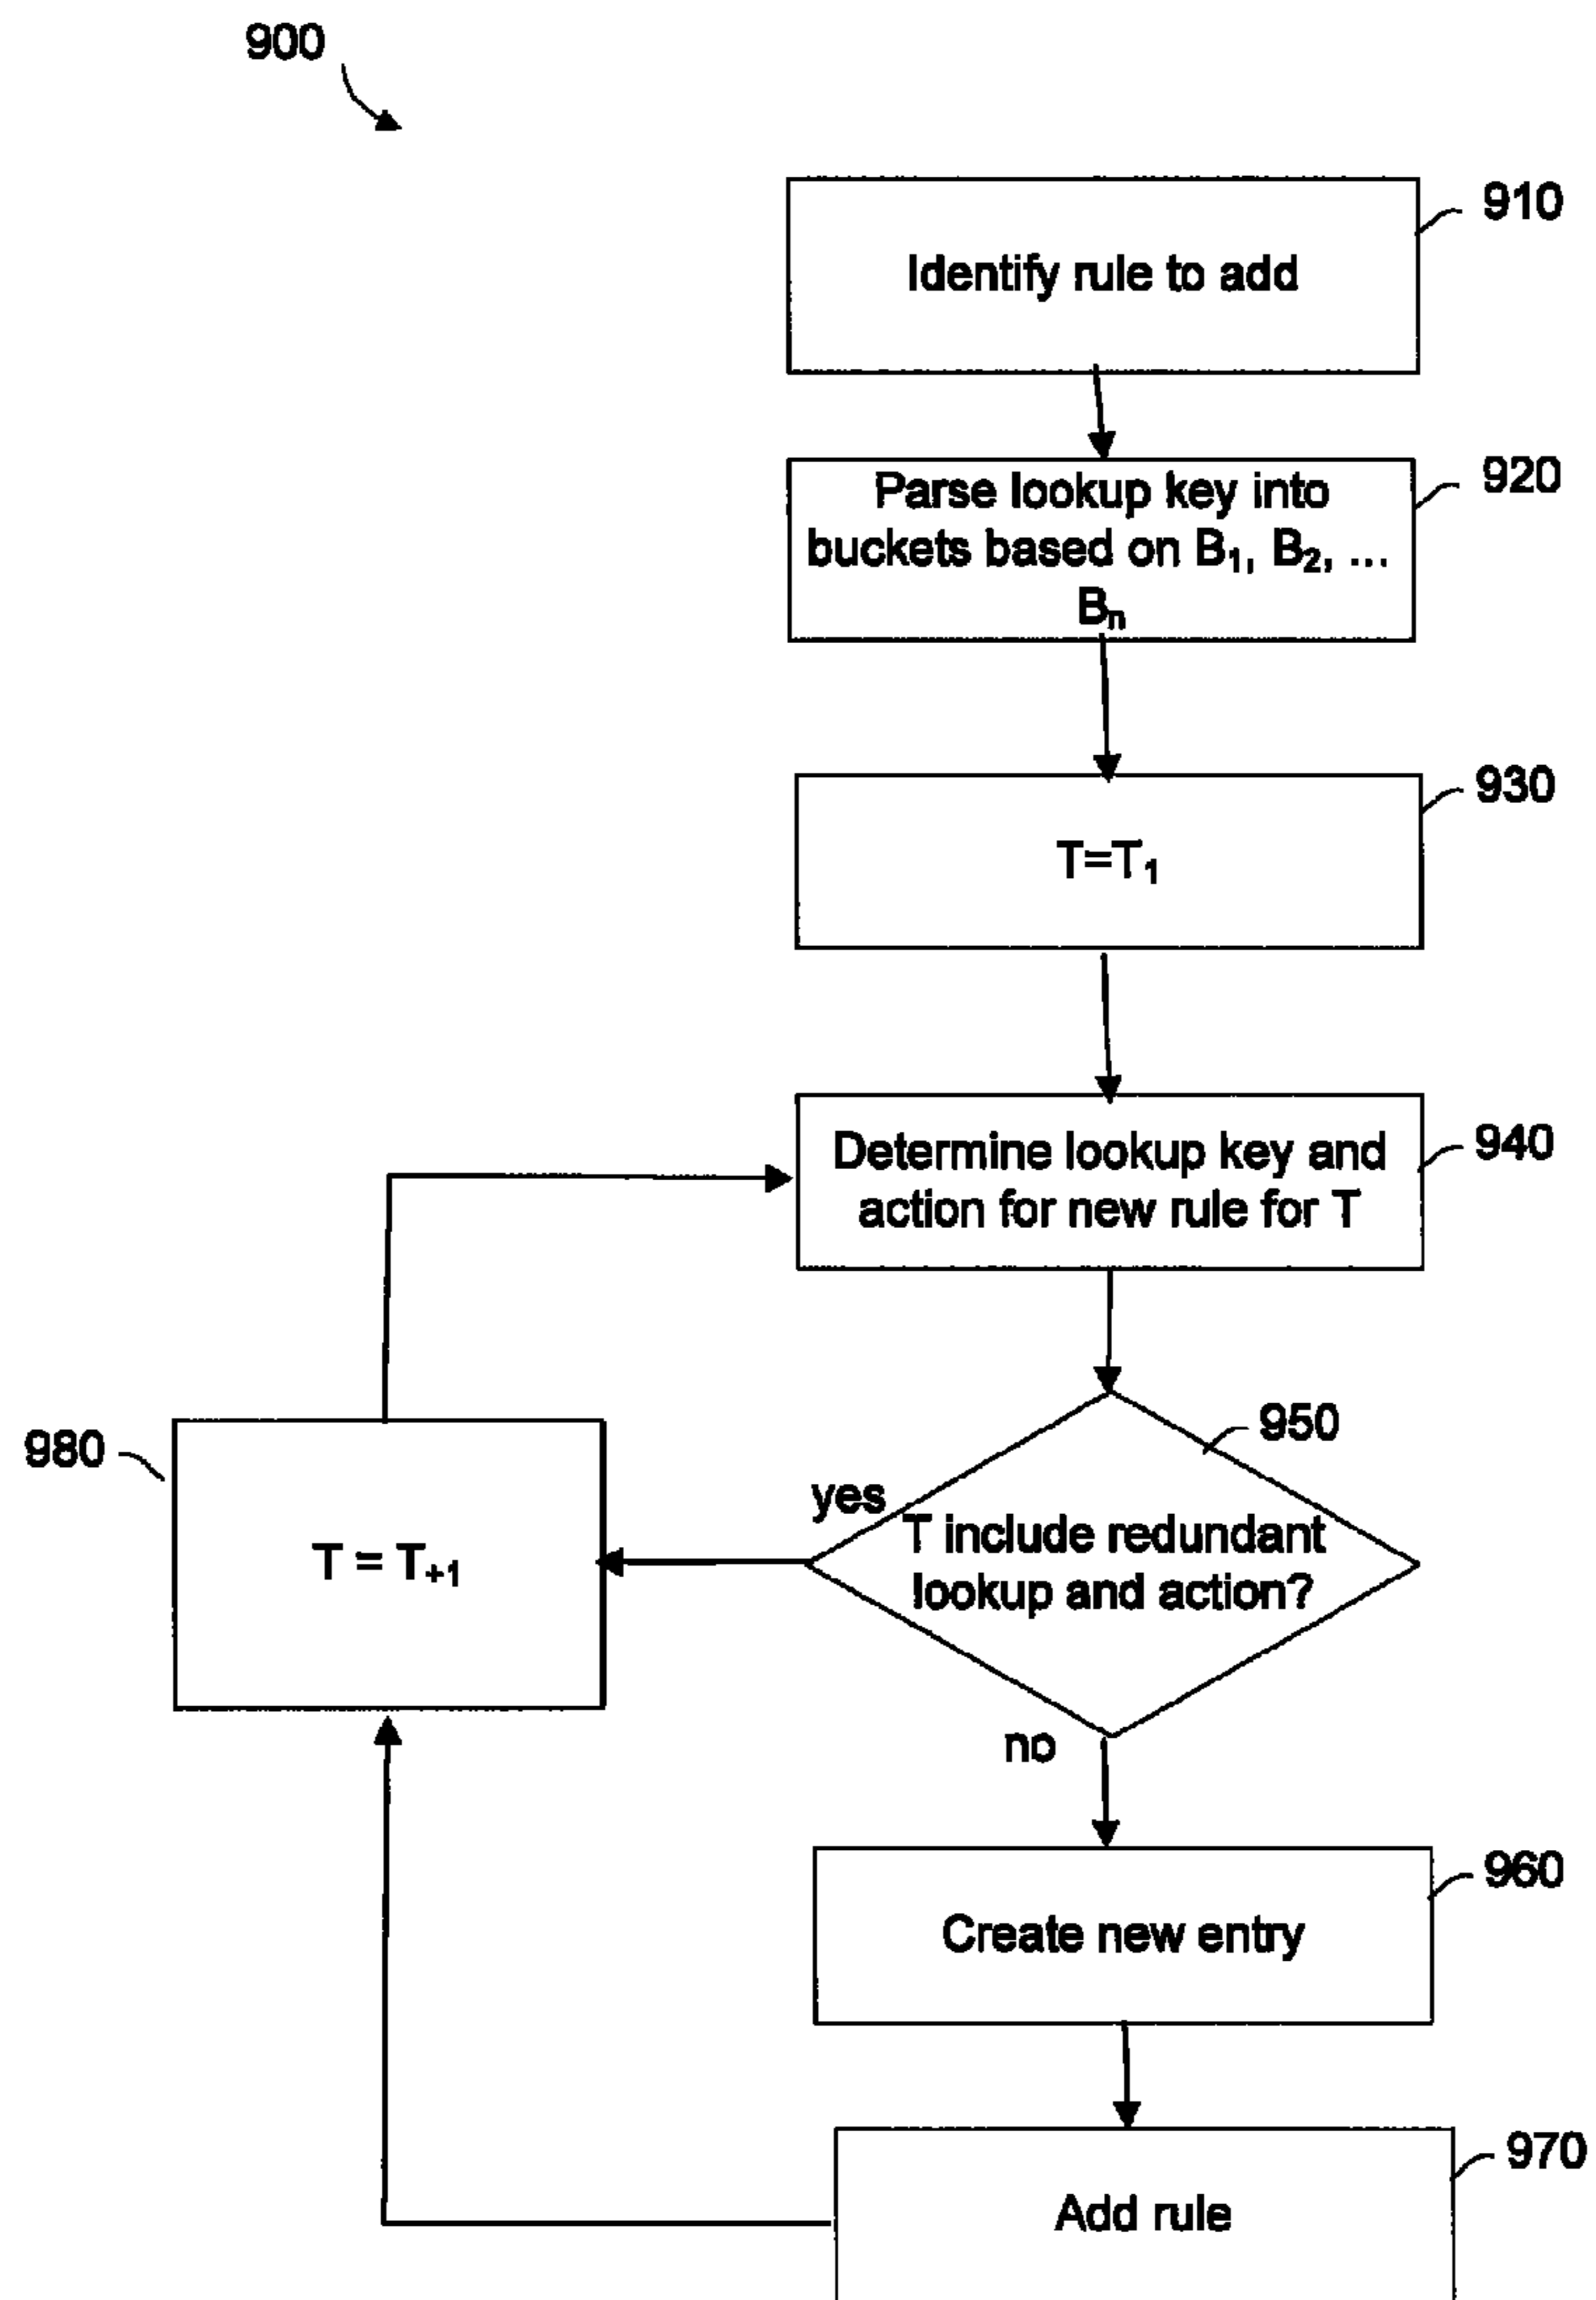 900
910
Identify rule to add
920
Parse lookup key into
buckets based on B₁, B₂, ...
Bₙ
930
T=T₁
940
Determine lookup key and
action for new rule for T
950
yes
T include redundant
lookup and action?
980
T = T₊₁
no
960
Create new entry
970
Add rule